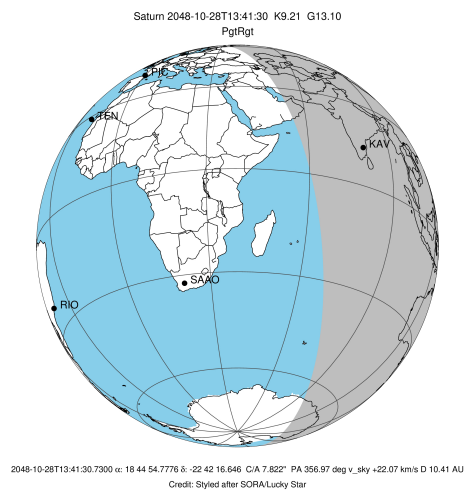 Saturn 2048-10-28T13:41:30 K9.21 G13.10
PgtRgt
PIC
TEN
KAV
SAAO
RIO
2048-10-28T13:41:30.7300 α: 18 44 54.7776 δ: -22 42 16.646 C/A 7.822" PA 356.97 deg v_sky +22.07 km/s D 10.41 AU
Credit: Styled after SORA/Lucky Star